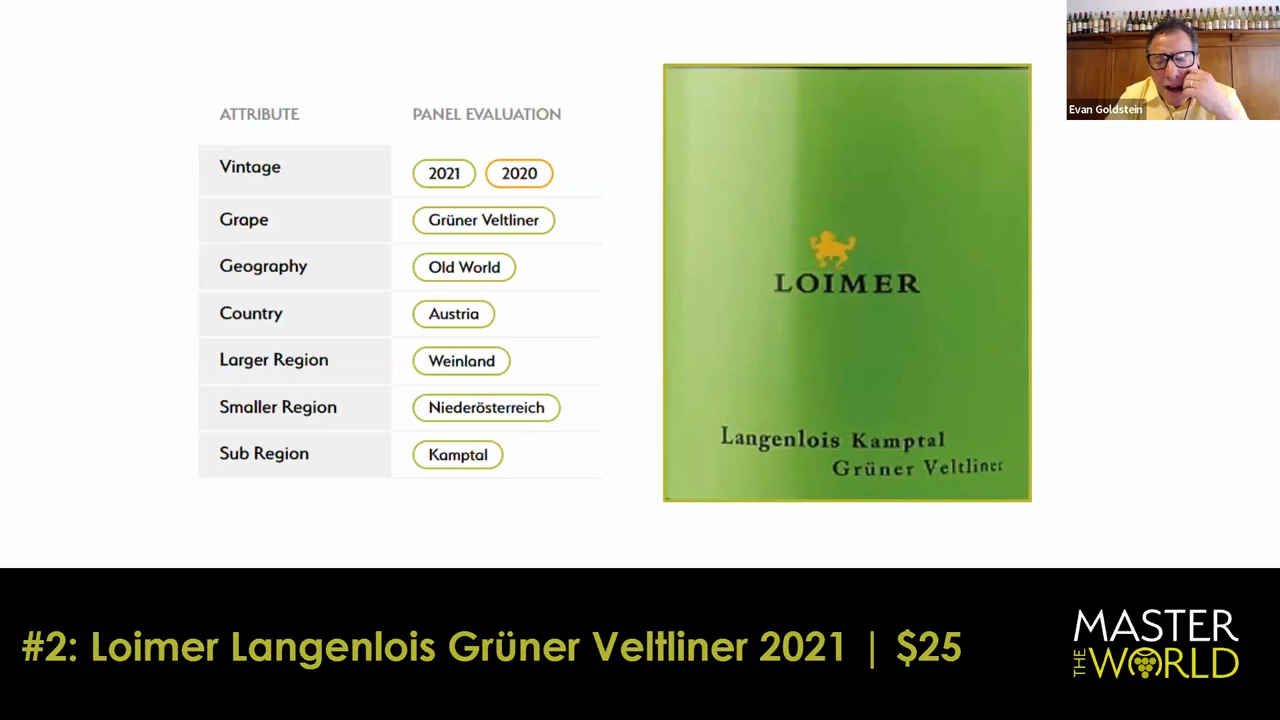 ATTRIBUTE PANEL EVALUATION
Vintage 2021 2020
Grape Grüner Veltliner
Geography Old World
Country Austria
Larger Region Weinland
Smaller Region Niederösterreich
Sub Region Kamptal
LOIMER
Langenlois Kamptal
Grüner Veltliner
Evan Goldstein
#2: Loimer Langenlois Grüner Veltliner 2021 | $25
MASTER
THE WORLD